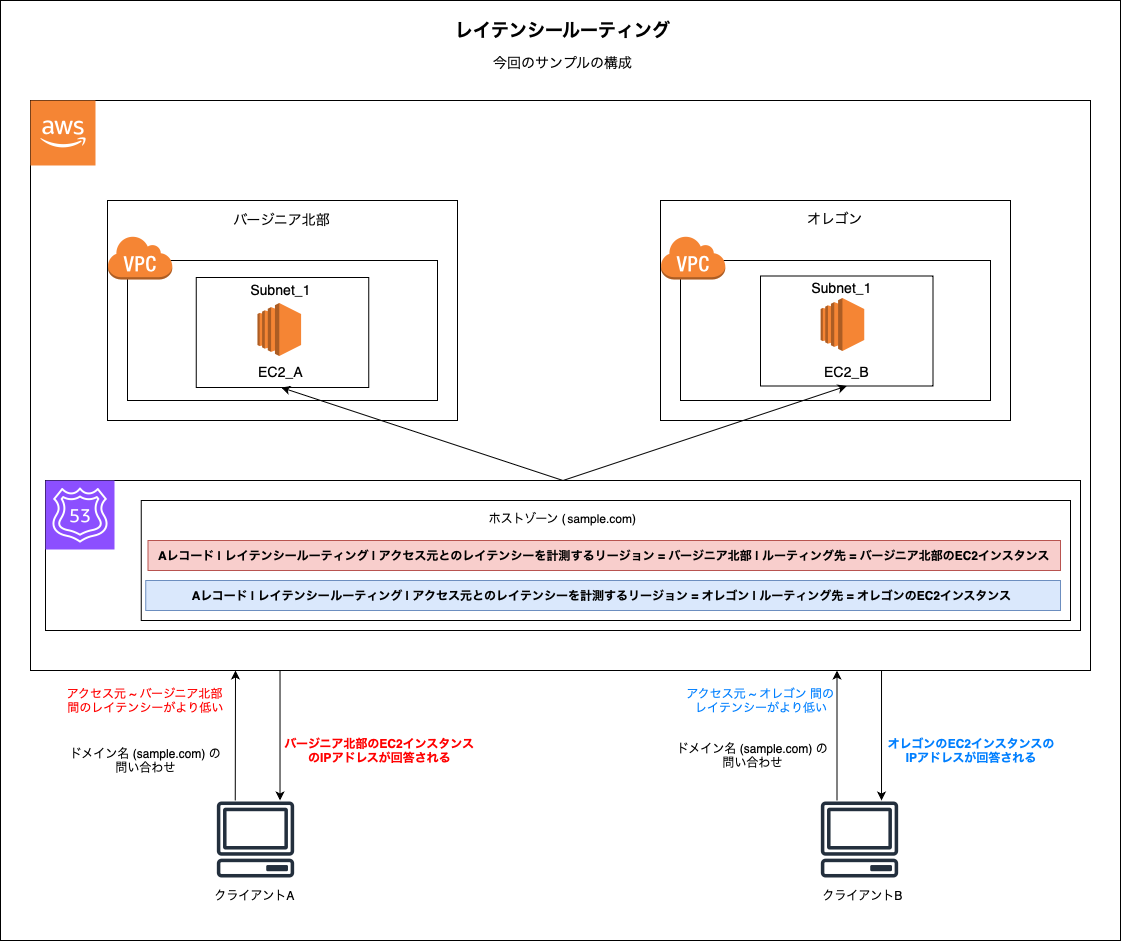 レイテンシールーティング
今回のサンプルの構成
aws
バージニア北部
オレゴン
VPC
VPC
Subnet_1
Subnet_1
EC2_A
EC2_B
53
ホストゾーン (sample.com)
Aレコード | レイテンシールーティング | アクセス元とのレイテンシーを計測するリージョン = バージニア北部 | ルーティング先 = バージニア北部のEC2インスタンス
Aレコード | レイテンシールーティング | アクセス元とのレイテンシーを計測するリージョン = オレゴン | ルーティング先 = オレゴンのEC2インスタンス
アクセス元 ~ バージニア北部
間のレイテンシーがより低い
ドメイン名 (sample.com) の
問い合わせ
バージニア北部のEC2インスタンス
のIPアドレスが回答される
アクセス元 ~ オレゴン 間の
レイテンシーがより低い
ドメイン名 (sample.com) の
問い合わせ
オレゴンのEC2インスタンスの
IPアドレスが回答される
クライアントA
クライアントB